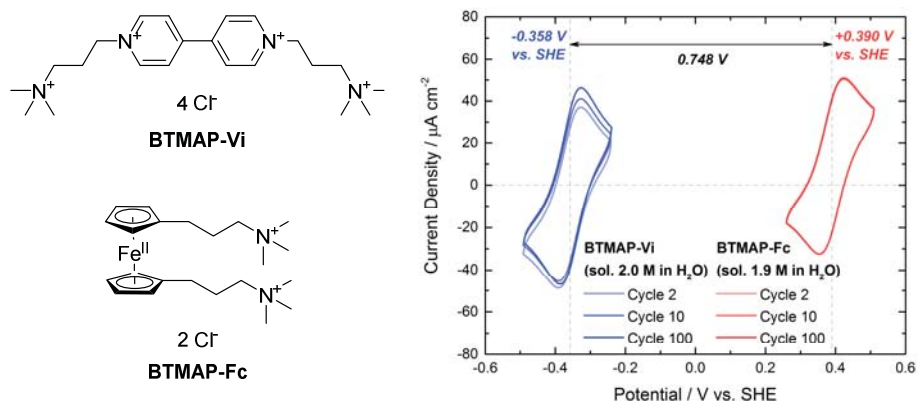 N⁺
N⁺
N⁺
N⁺
4 Cl⁻
BTMAP-Vi
N⁺
Feᴵᴵ
N⁺
2 Cl⁻
BTMAP-Fc
-0.358 V
vs. SHE
+0.390 V
vs. SHE
0.748 V
Current Density / µA cm⁻²
80
60
40
20
0
-20
-40
-60
-80
BTMAP-Vi
(sol. 2.0 M in H₂O)
Cycle 2
Cycle 10
Cycle 100
BTMAP-Fc
(sol. 1.9 M in H₂O)
Cycle 2
Cycle 10
Cycle 100
-0.6 -0.4 -0.2 0.0 0.2 0.4 0.6
Potential / V vs. SHE